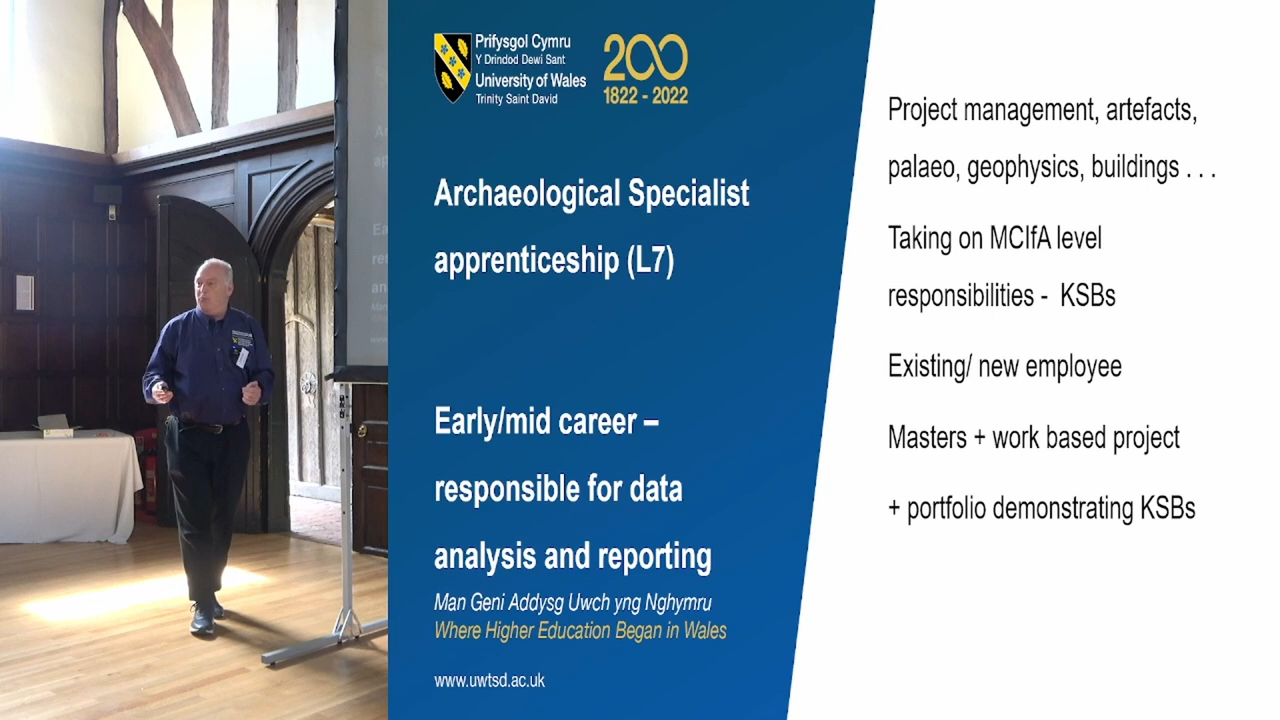 Prifysgol Cymru
Y Drindod Dewi Sant
University of Wales
Trinity Saint David
200
1822 - 2022
Archaeological Specialist
apprenticeship (L7)
Early/mid career –
responsible for data
analysis and reporting
Man Geni Addysg Uwch yng Nghymru
Where Higher Education Began in Wales
www.uwtsd.ac.uk
Project management, artefacts,
palaeo, geophysics, buildings . . .
Taking on MCIfA level
responsibilities - KSBs
Existing/ new employee
Masters + work based project
+ portfolio demonstrating KSBs